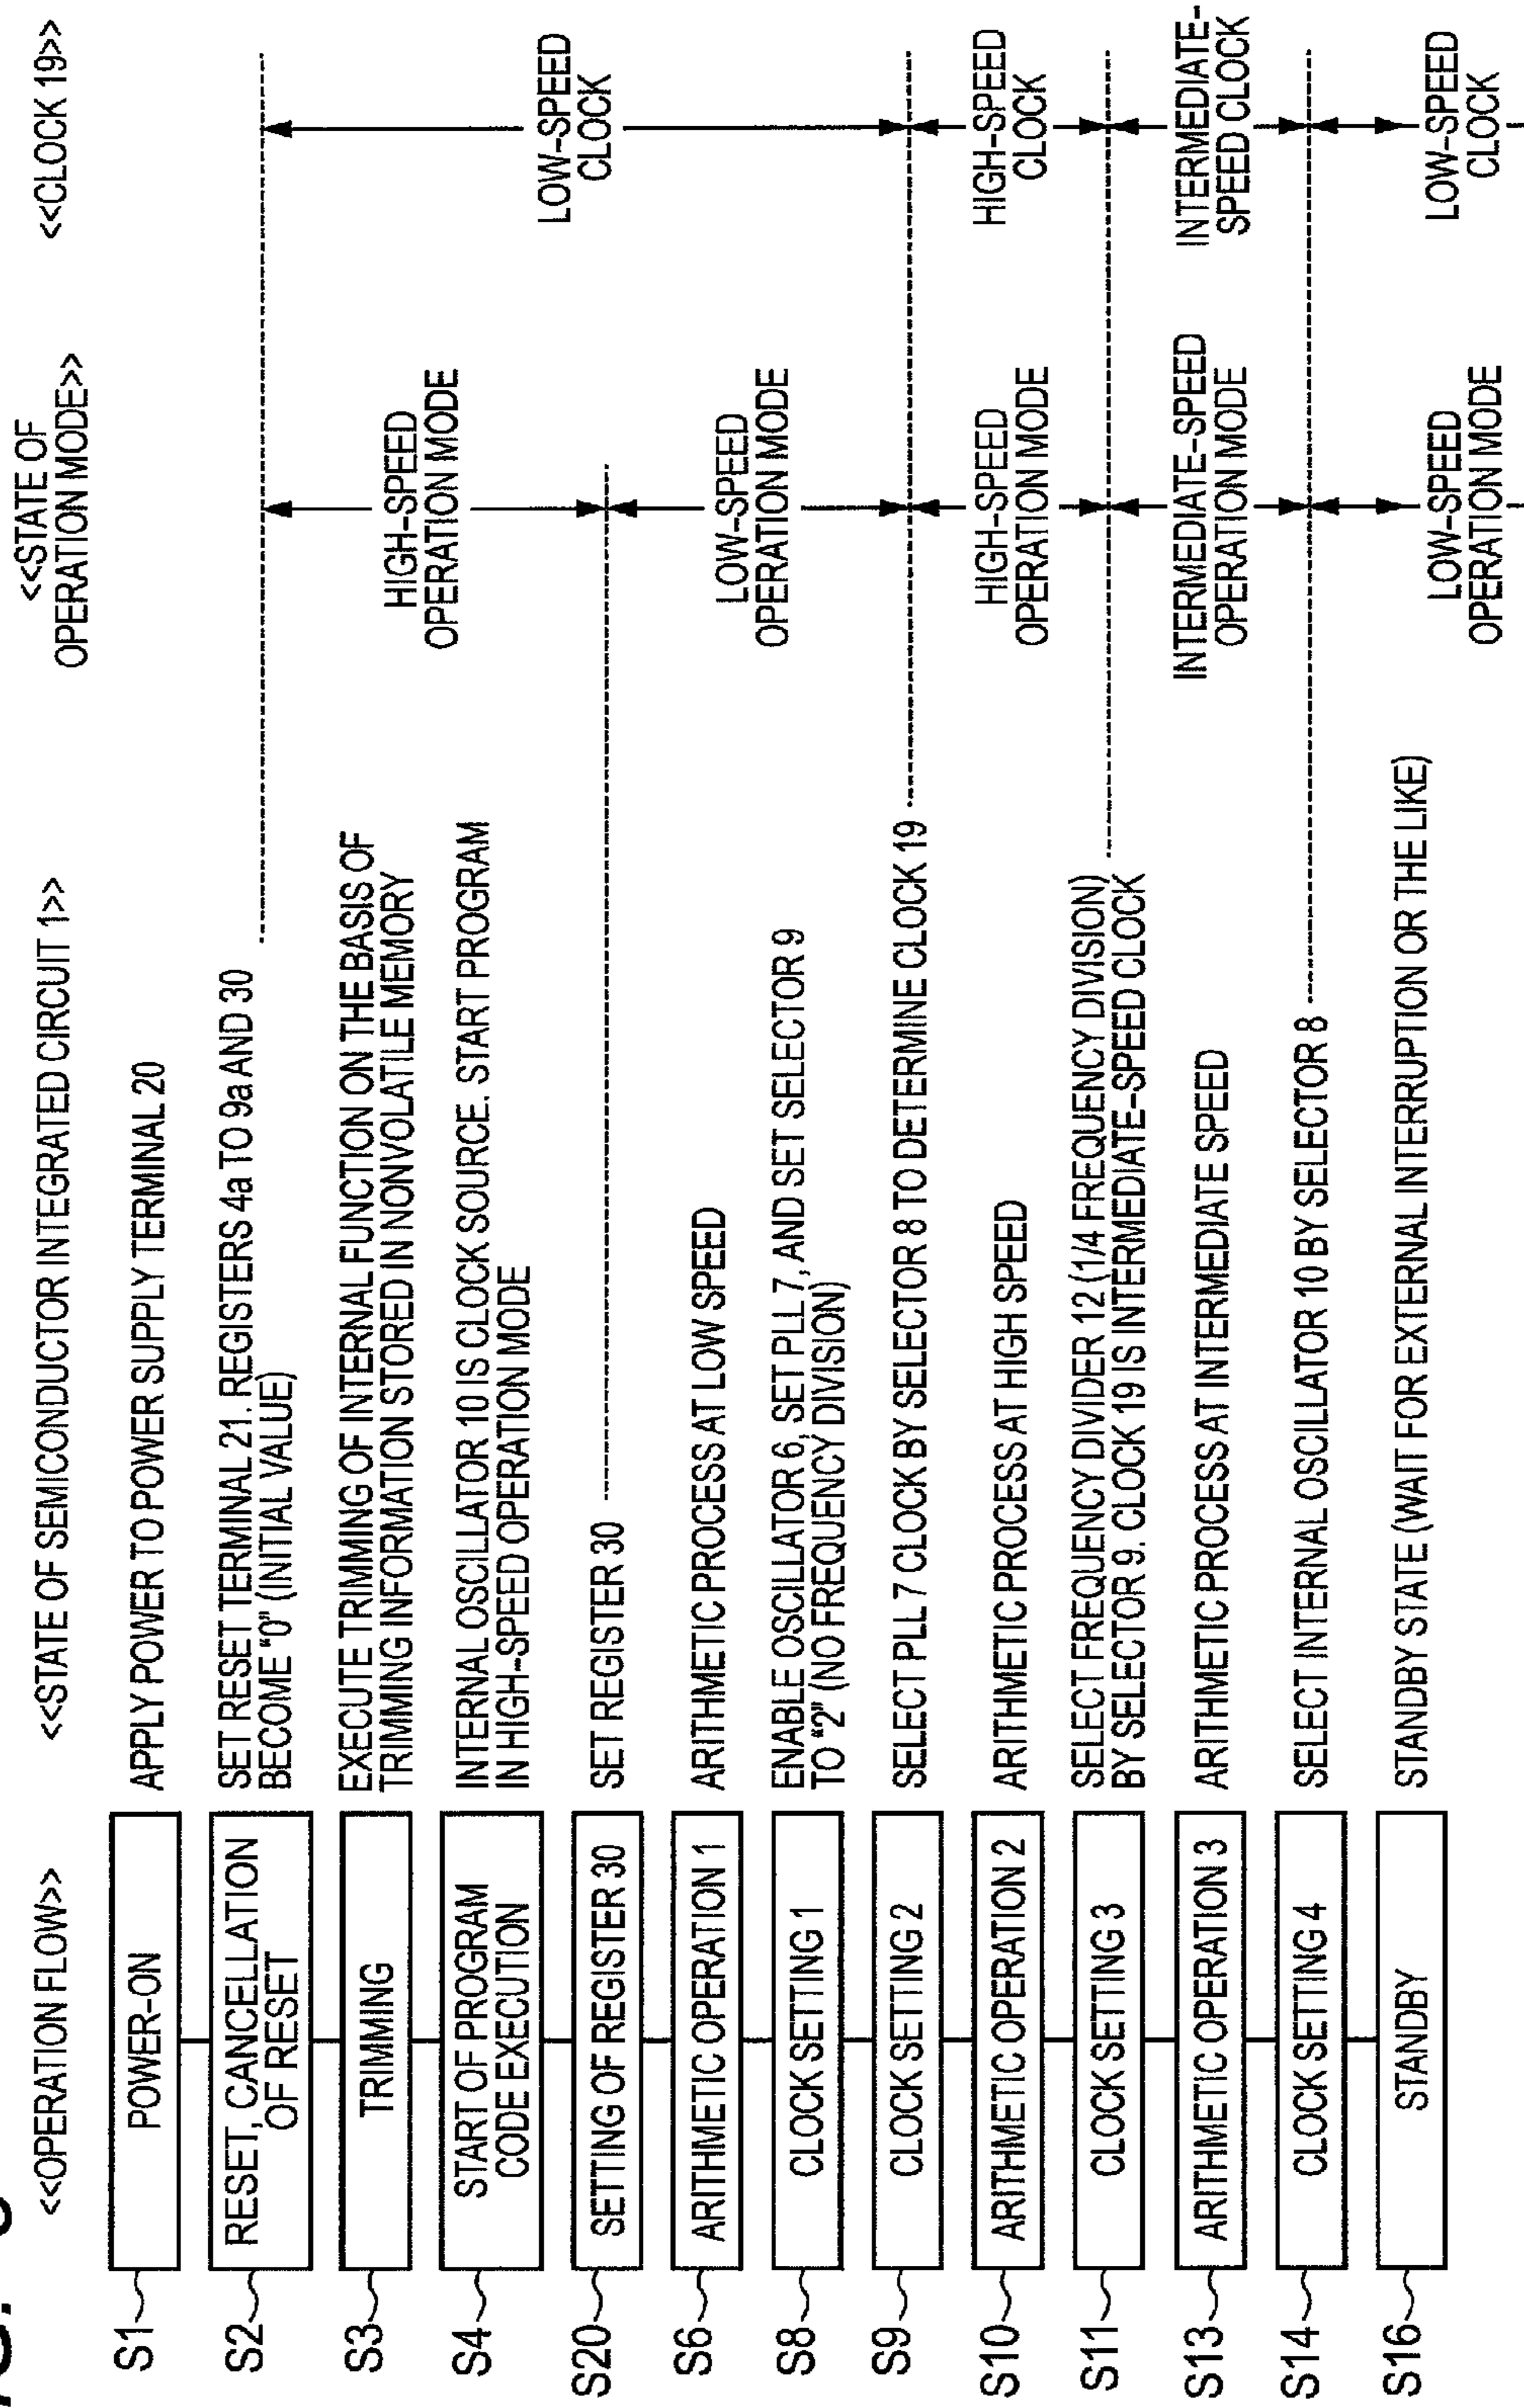 <<OPERATION FLOW>>
<<STATE OF SEMICONDUCTOR INTEGRATED CIRCUIT 1>>
<<STATE OF
OPERATION MODE>>
<<CLOCK 19>>
S1
POWER-ON
APPLY POWER TO POWER SUPPLY TERMINAL 20
S2
RESET, CANCELLATION
OF RESET
SET RESET TERMINAL 21. REGISTERS 4a TO 9a AND 30
BECOME "0" (INITIAL VALUE)
S3
TRIMMING
EXECUTE TRIMMING OF INTERNAL FUNCTION ON THE BASIS OF
TRIMMING INFORMATION STORED IN NONVOLATILE MEMORY
HIGH-SPEED
OPERATION MODE
S4
START OF PROGRAM
CODE EXECUTION
INTERNAL OSCILLATOR 10 IS CLOCK SOURCE. START PROGRAM
IN HIGH-SPEED OPERATION MODE
LOW-SPEED
CLOCK
S20
SETTING OF REGISTER 30
SET REGISTER 30
S6
ARITHMETIC OPERATION 1
ARITHMETIC PROCESS AT LOW SPEED
LOW-SPEED
OPERATION MODE
S8
CLOCK SETTING 1
ENABLE OSCILLATOR 6, SET PLL 7, AND SET SELECTOR 9
TO "2" (NO FREQUENCY DIVISION)
S9
CLOCK SETTING 2
SELECT PLL 7 CLOCK BY SELECTOR 8 TO DETERMINE CLOCK 19
S10
ARITHMETIC OPERATION 2
ARITHMETIC PROCESS AT HIGH SPEED
HIGH-SPEED
OPERATION MODE
HIGH-SPEED
CLOCK
S11
CLOCK SETTING 3
SELECT FREQUENCY DIVIDER 12 (1/4 FREQUENCY DIVISION)
BY SELECTOR 9. CLOCK 19 IS INTERMEDIATE-SPEED CLOCK
S13
ARITHMETIC OPERATION 3
ARITHMETIC PROCESS AT INTERMEDIATE SPEED
INTERMEDIATE-SPEED
OPERATION MODE
INTERMEDIATE-
SPEED CLOCK
S14
CLOCK SETTING 4
SELECT INTERNAL OSCILLATOR 10 BY SELECTOR 8
S16
STANDBY
STANDBY STATE (WAIT FOR EXTERNAL INTERRUPTION OR THE LIKE)
LOW-SPEED
OPERATION MODE
LOW-SPEED
CLOCK